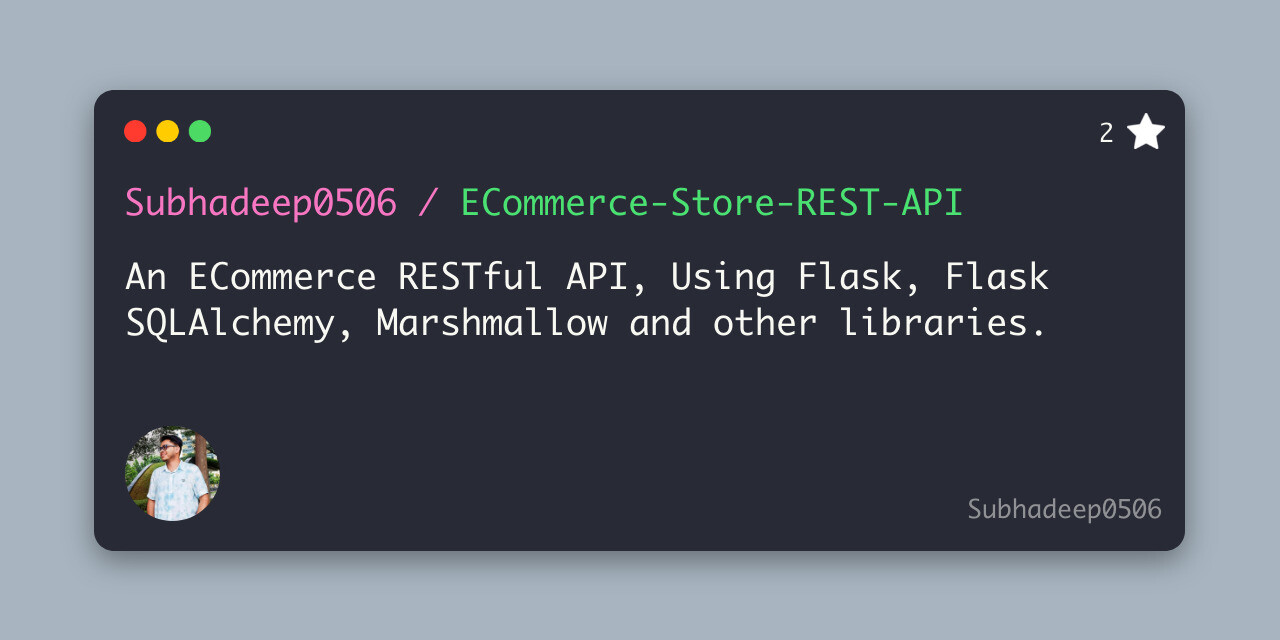 2
Subhadeep0506 / ECommerce-Store-REST-API
An ECommerce RESTful API, Using Flask, Flask
SQLAlchemy, Marshmallow and other libraries.
Subhadeep0506